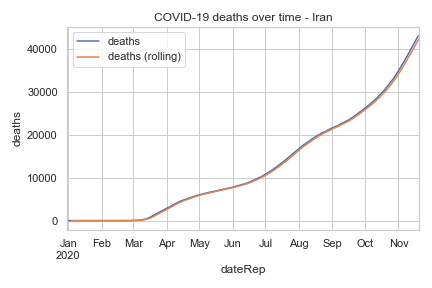 COVID-19 deaths over time - Iran
deaths
deaths (rolling)
deaths
40000
30000
20000
10000
0
Jan Feb Mar Apr May Jun Jul Aug Sep Oct Nov
2020
dateRep